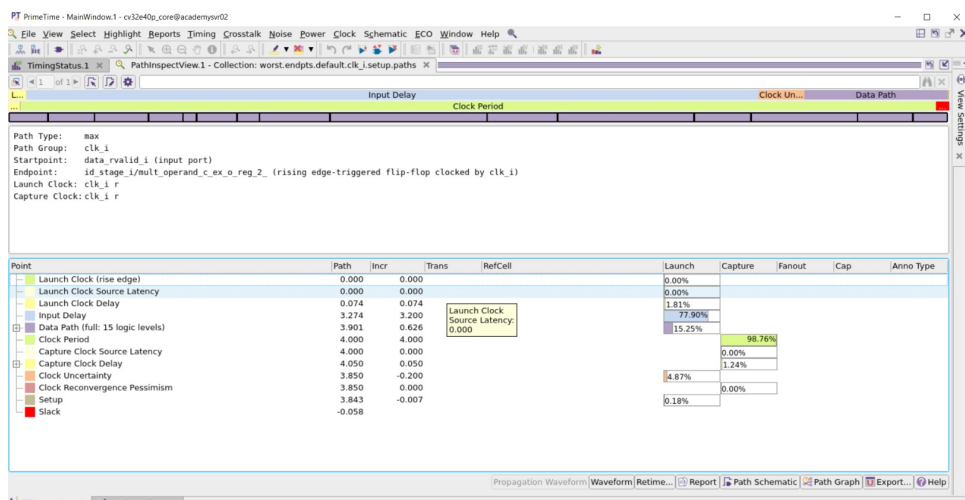 PrimeTime - MainWindow.1 - cv32e40p_core@academysvr02
File View Select Highlight Reports Timing Crosstalk Noise Power Clock Schematic ECO Window Help
TimingStatus.1 PathInspectView.1 - Collection: worst.endpts.default.clk_i.setup.paths
1 of 1
L... Input Delay Clock Un... Data Path
... Clock Period ...
View Settings
Path Type: max
Path Group: clk_i
Startpoint: data_rvalid_i (input port)
Endpoint: id_stage_i/mult_operand_c_ex_o_reg_2_ (rising edge-triggered flip-flop clocked by clk_i)
Launch Clock: clk_i r
Capture Clock: clk_i r
Point Path Incr Trans RefCell Launch Capture Fanout Cap Anno Type
Launch Clock (rise edge) 0.000 0.000 0.00%
Launch Clock Source Latency 0.000 0.000 0.00%
Launch Clock Delay 0.074 0.074 1.81%
Input Delay 3.274 3.200 77.90%
Data Path (full: 15 logic levels) 3.901 0.626 15.25%
Clock Period 4.000 4.000 98.76%
Capture Clock Source Latency 4.000 0.000 0.00%
Capture Clock Delay 4.050 0.050 1.24%
Clock Uncertainty 3.850 -0.200 4.87%
Clock Reconvergence Pessimism 3.850 0.000 0.00%
Setup 3.843 -0.007 0.18%
Slack -0.058
Launch Clock
Source Latency:
0.000
Propagation Waveform Waveform Retime... Report Path Schematic Path Graph Export... Help